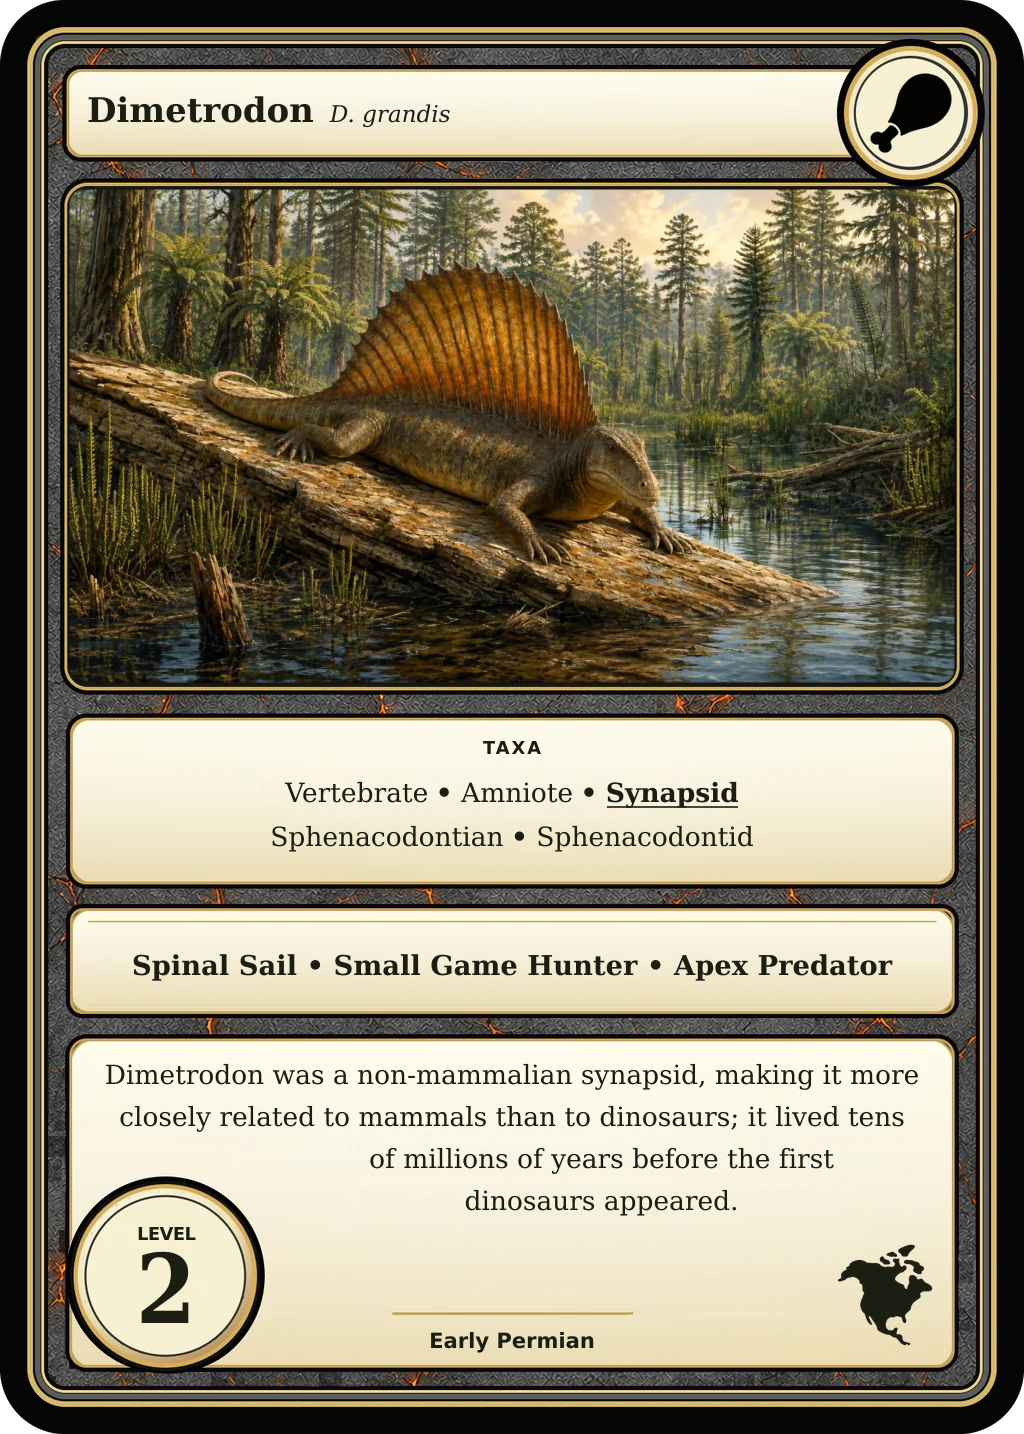 Dimetrodon D. grandis
TAXA
Vertebrate • Amniote • Synapsid
Sphenacodontian • Sphenacodontid
Spinal Sail • Small Game Hunter • Apex Predator
Dimetrodon was a non-mammalian synapsid, making it more
closely related to mammals than to dinosaurs; it lived tens
of millions of years before the first
dinosaurs appeared.
LEVEL
2
Early Permian